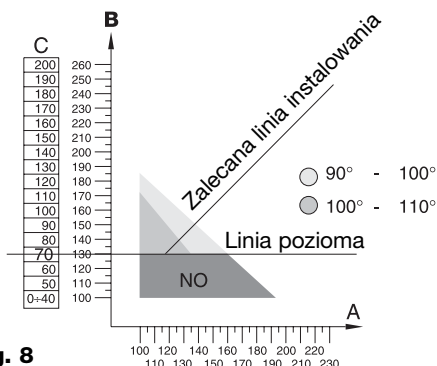 B
C
200 260
190 250
180 240
170 230
160 220
150 210
140 200
130 190
120 180
110 170
100 160
90 150
80 140
70 130
60 120
50 110
0÷40 100
Zalecana linia instalowania
90° - 100°
100° - 110°
Linia pozioma
NO
A
100 120 140 160 180 200 220
110 130 150 170 190 210 230
g. 8